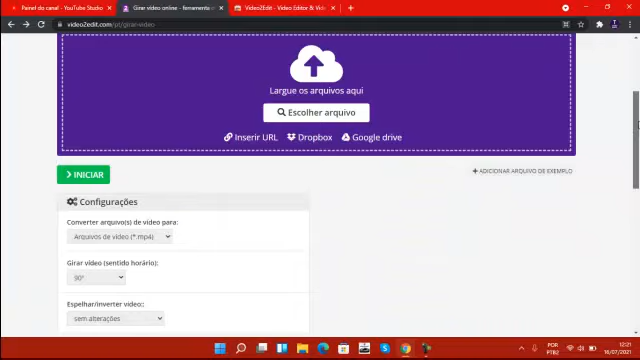 Painel do canal - YouTube Studio
Girar vídeo online - ferramenta o
Video2Edit - Video Editor & Vid
video2edit.com/pt/girar-video
Largue os arquivos aqui
Escolher arquivo
Inserir URL
Dropbox
Google drive
INICIAR
ADICIONAR ARQUIVO DE EXEMPLO
Configurações
Converter arquivo(s) de vídeo para:
Arquivos de vídeo (*.mp4)
Girar vídeo (sentido horário):
90°
Espelhar/inverter vídeo::
sem alterações
POR
PTB2
12:21
18/07/2021